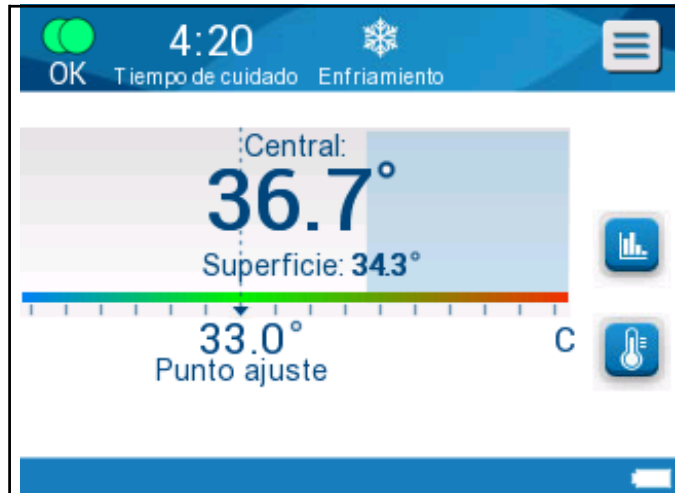 4:20
OK Tiempo de cuidado Enfriamiento
Central:
36.7°
Superficie: 34.3°
33.0° C
Punto ajuste